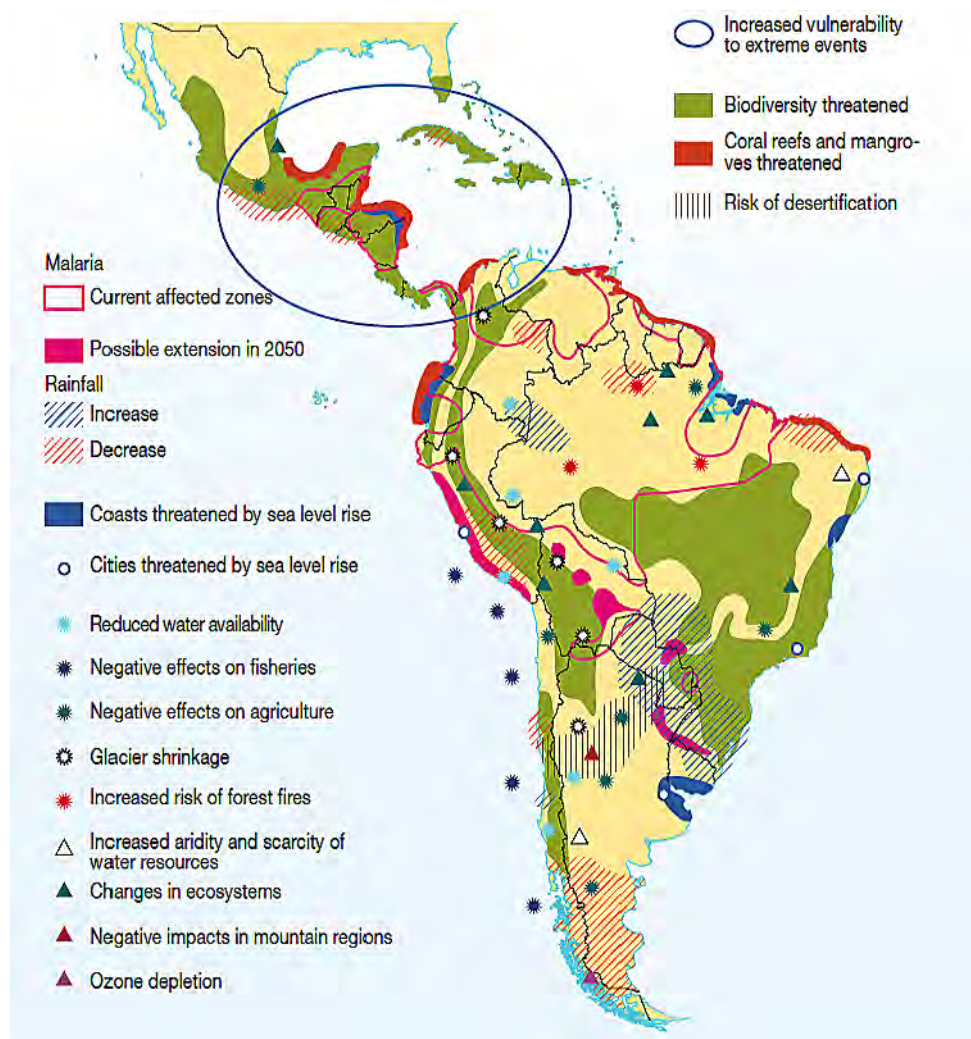 Increased vulnerability
to extreme events
Biodiversity threatened
Coral reefs and mangro-
ves threatened
Risk of desertification
Malaria
Current affected zones
Possible extension in 2050
Rainfall
Increase
Decrease
Coasts threatened by sea level rise
Cities threatened by sea level rise
Reduced water availability
Negative effects on fisheries
Negative effects on agriculture
Glacier shrinkage
Increased risk of forest fires
Increased aridity and scarcity of
water resources
Changes in ecosystems
Negative impacts in mountain regions
Ozone depletion